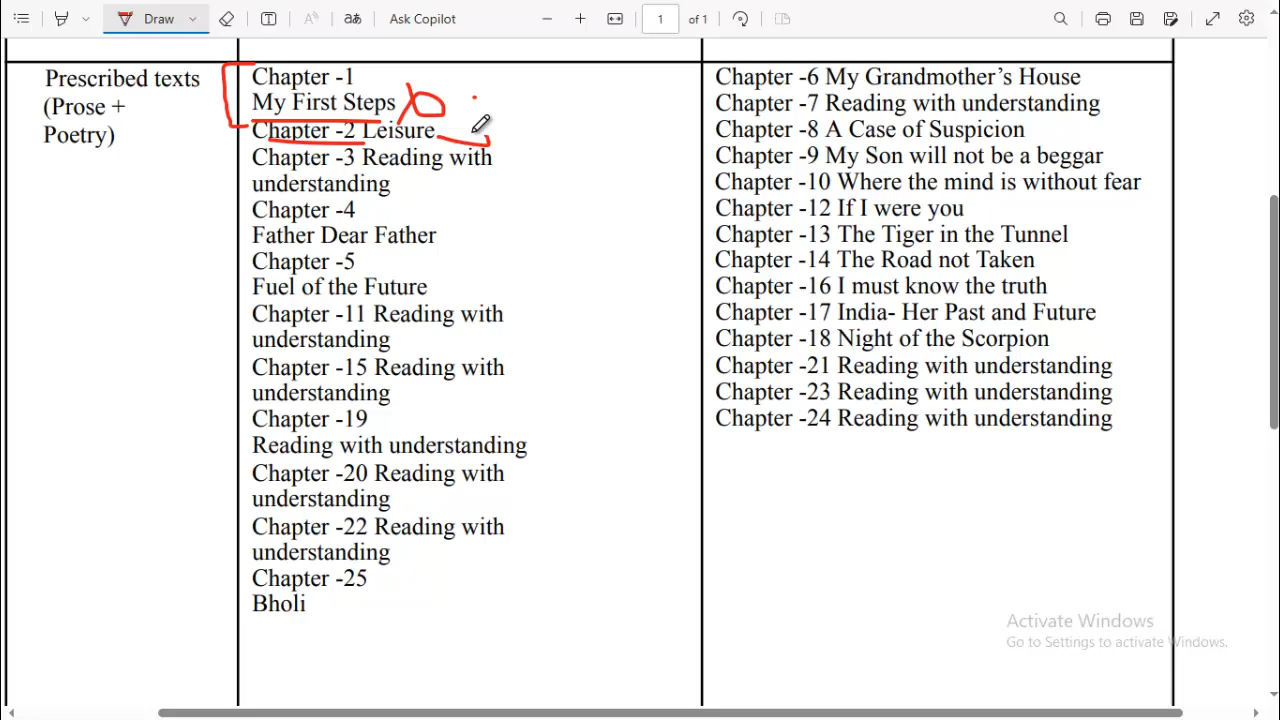 Draw
Ask Copilot
1 of 1
Prescribed texts
(Prose +
Poetry)
Chapter -1
My First Steps
Chapter -2 Leisure
Chapter -3 Reading with
understanding
Chapter -4
Father Dear Father
Chapter -5
Fuel of the Future
Chapter -11 Reading with
understanding
Chapter -15 Reading with
understanding
Chapter -19
Reading with understanding
Chapter -20 Reading with
understanding
Chapter -22 Reading with
understanding
Chapter -25
Bholi
Chapter -6 My Grandmother’s House
Chapter -7 Reading with understanding
Chapter -8 A Case of Suspicion
Chapter -9 My Son will not be a beggar
Chapter -10 Where the mind is without fear
Chapter -12 If I were you
Chapter -13 The Tiger in the Tunnel
Chapter -14 The Road not Taken
Chapter -16 I must know the truth
Chapter -17 India- Her Past and Future
Chapter -18 Night of the Scorpion
Chapter -21 Reading with understanding
Chapter -23 Reading with understanding
Chapter -24 Reading with understanding
Activate Windows
Go to Settings to activate Windows.